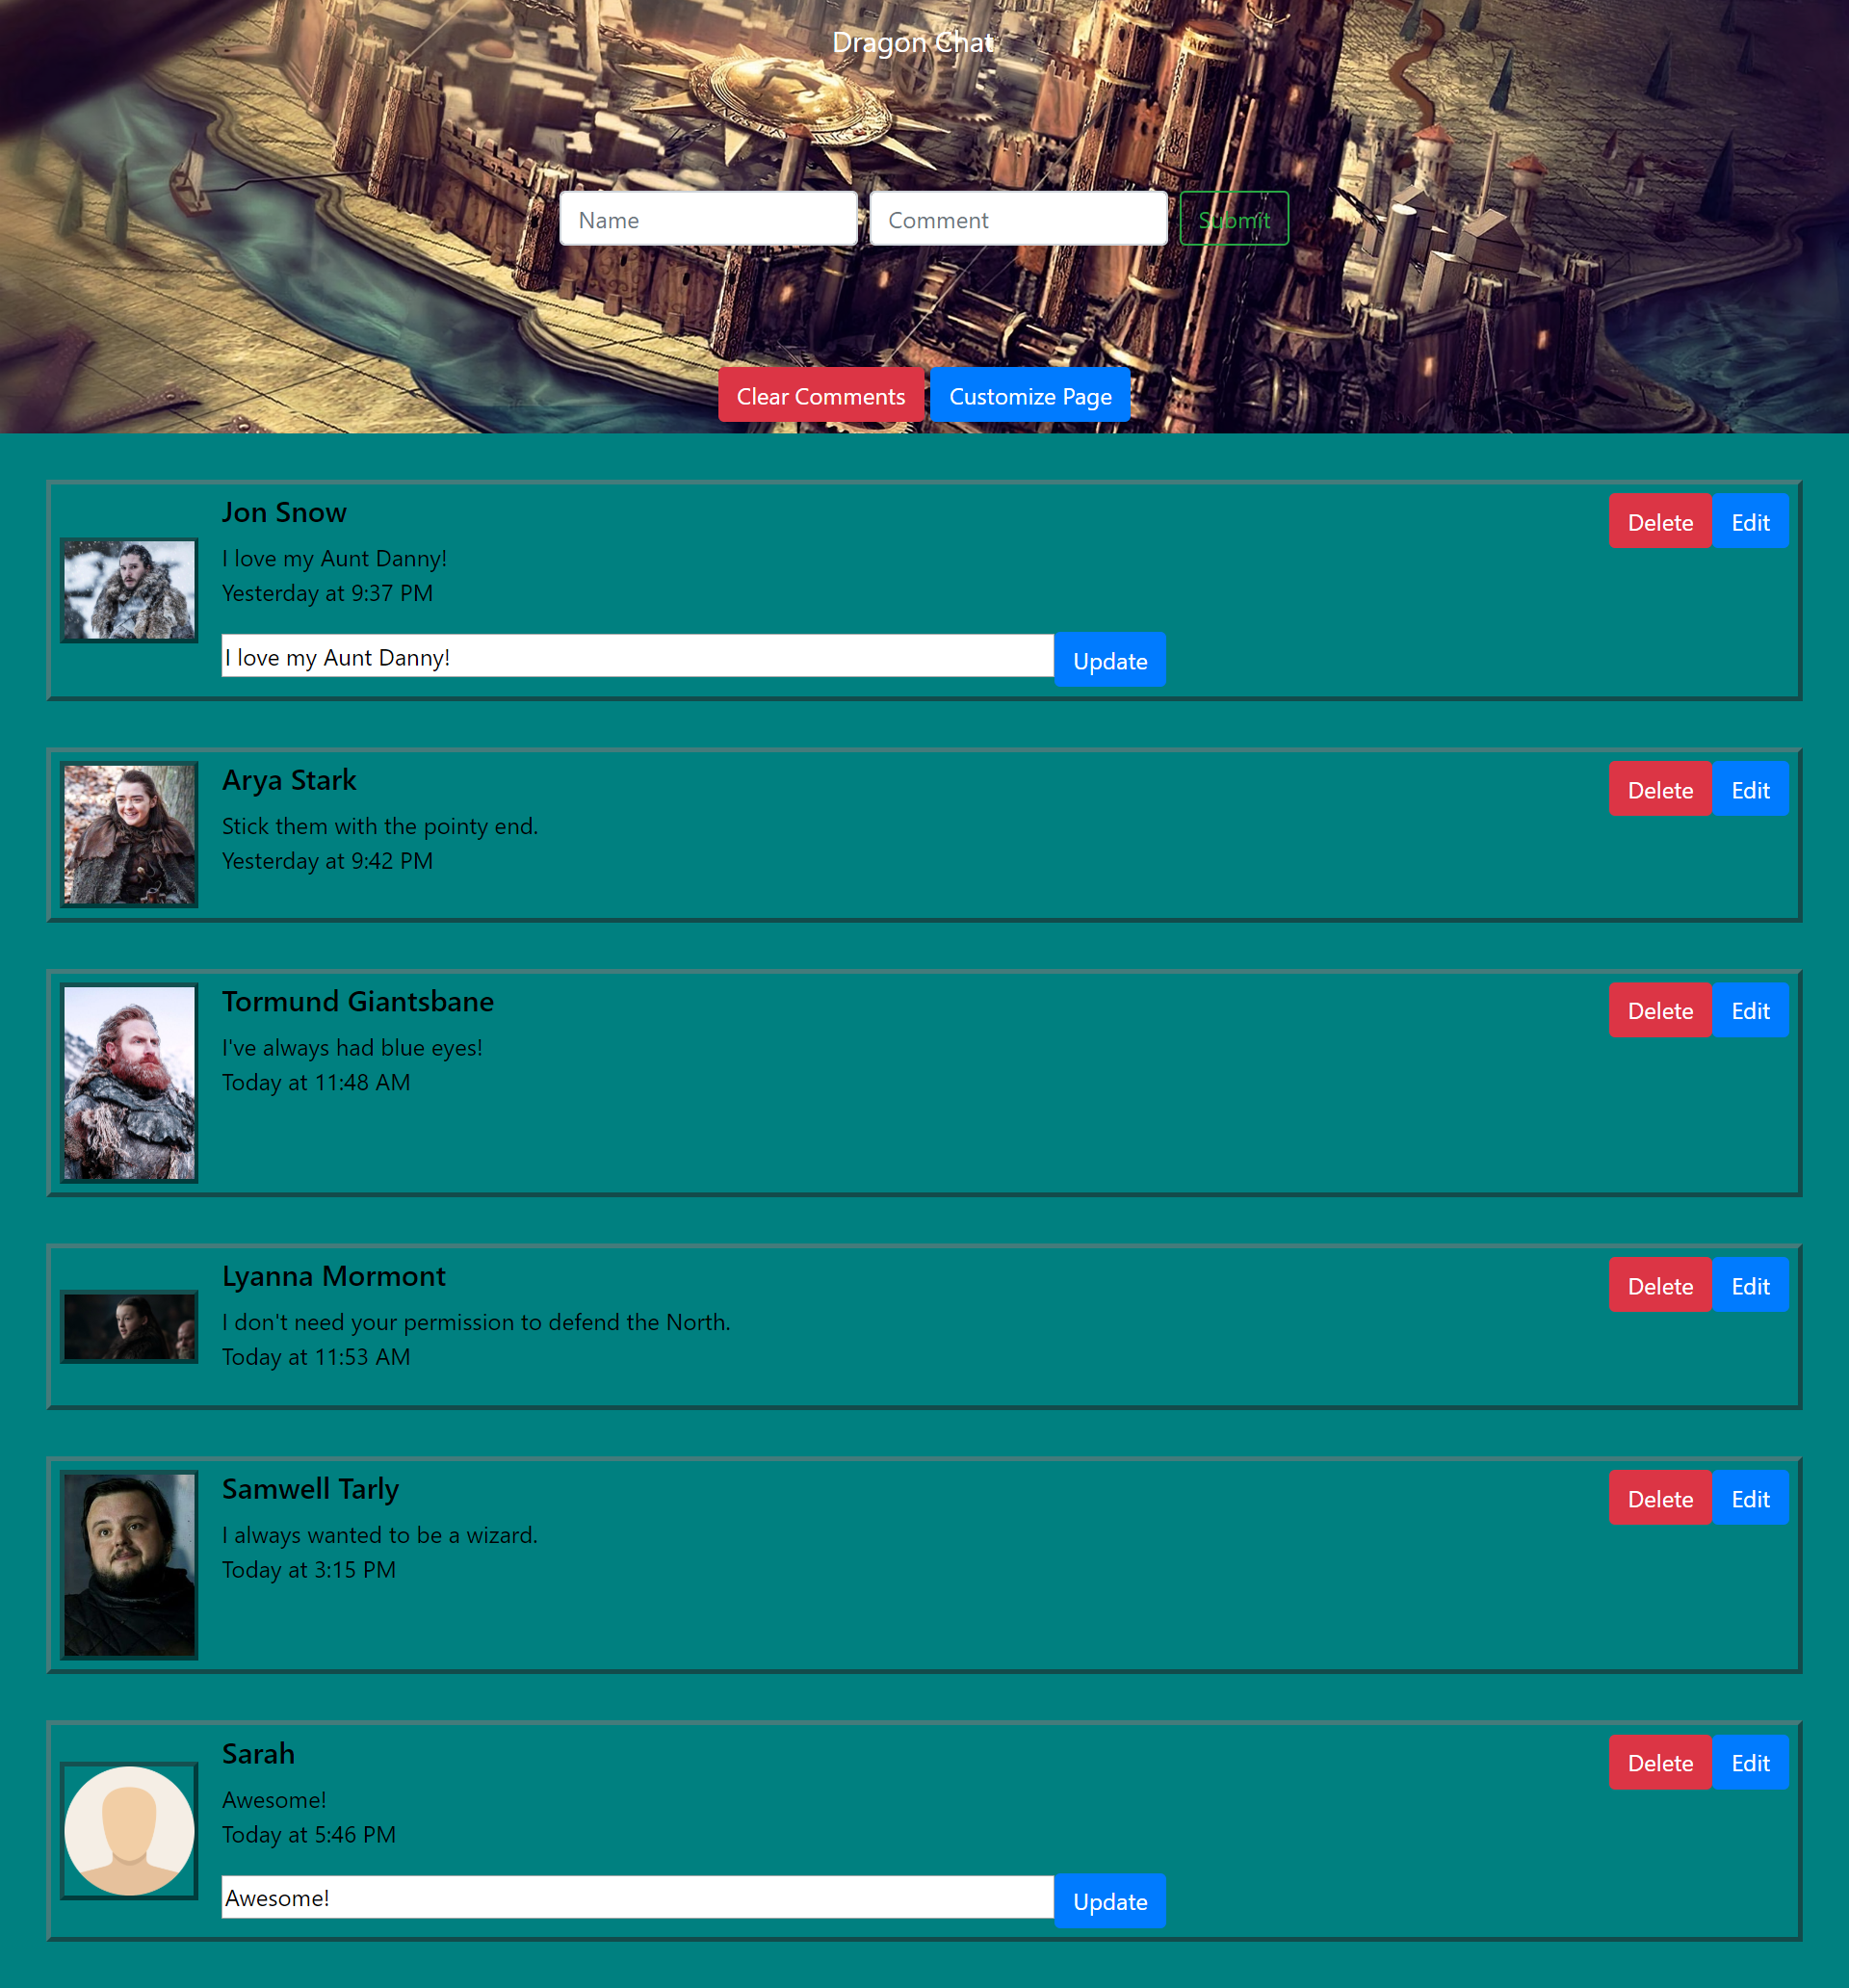 Dragon Chat
Name Comment Submit
Clear Comments Customize Page
Jon Snow Delete Edit
I love my Aunt Danny!
Yesterday at 9:37 PM
I love my Aunt Danny! Update
Arya Stark Delete Edit
Stick them with the pointy end.
Yesterday at 9:42 PM
Tormund Giantsbane Delete Edit
I've always had blue eyes!
Today at 11:48 AM
Lyanna Mormont Delete Edit
I don't need your permission to defend the North.
Today at 11:53 AM
Samwell Tarly Delete Edit
I always wanted to be a wizard.
Today at 3:15 PM
Sarah Delete Edit
Awesome!
Today at 5:46 PM
Awesome! Update